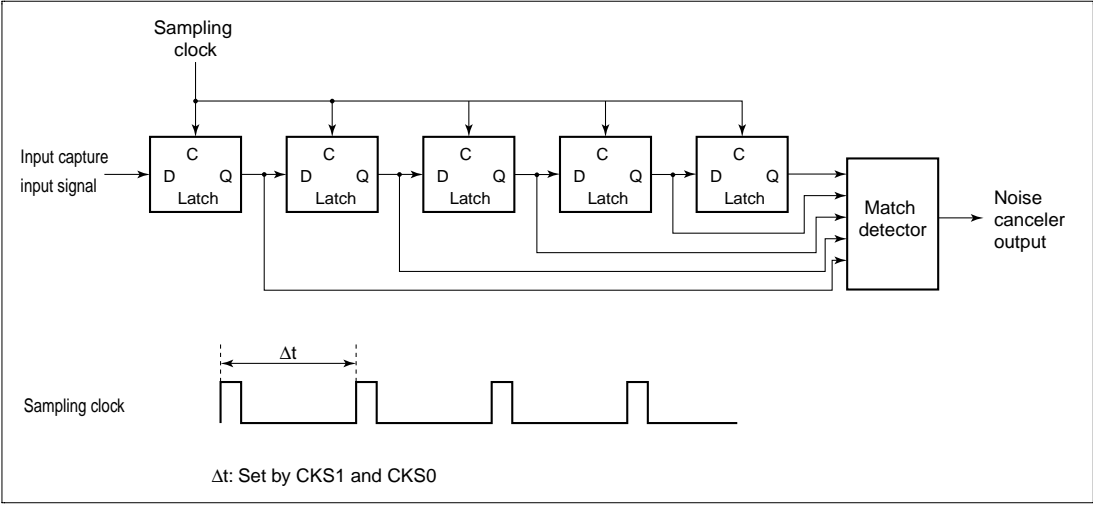 Sampling
clock
Input capture
input signal
C
D Q
Latch
C
D Q
Latch
C
D Q
Latch
C
D Q
Latch
C
D Q
Latch
Match
detector
Noise
canceler
output
Δt
Sampling clock
Δt: Set by CKS1 and CKS0